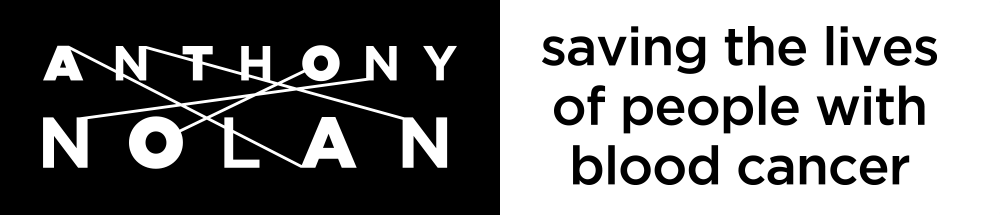 ANTHONY
NOLAN
saving the lives
of people with
blood cancer